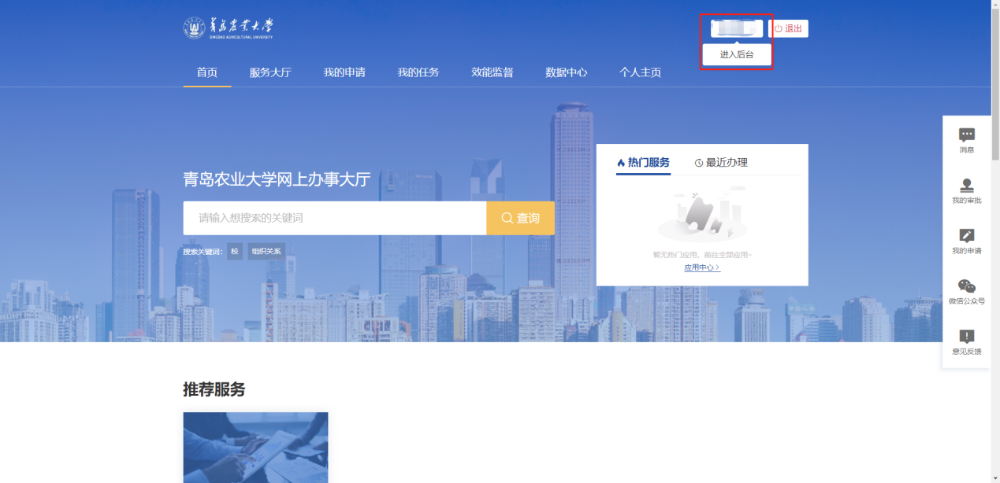 青岛农业大学
QINGDAO AGRICULTURAL UNIVERSITY
退出
进入后台
首页
服务大厅
我的申请
我的任务
效能监督
数据中心
个人主页
消息
我的审批
我的申请
微信公众号
意见反馈
热门服务
最近办理
暂无热门应用，前往全部应用~
应用中心 >
青岛农业大学网上办事大厅
请输入想搜索的关键词
查询
搜索关键词:
校
组织关系
推荐服务